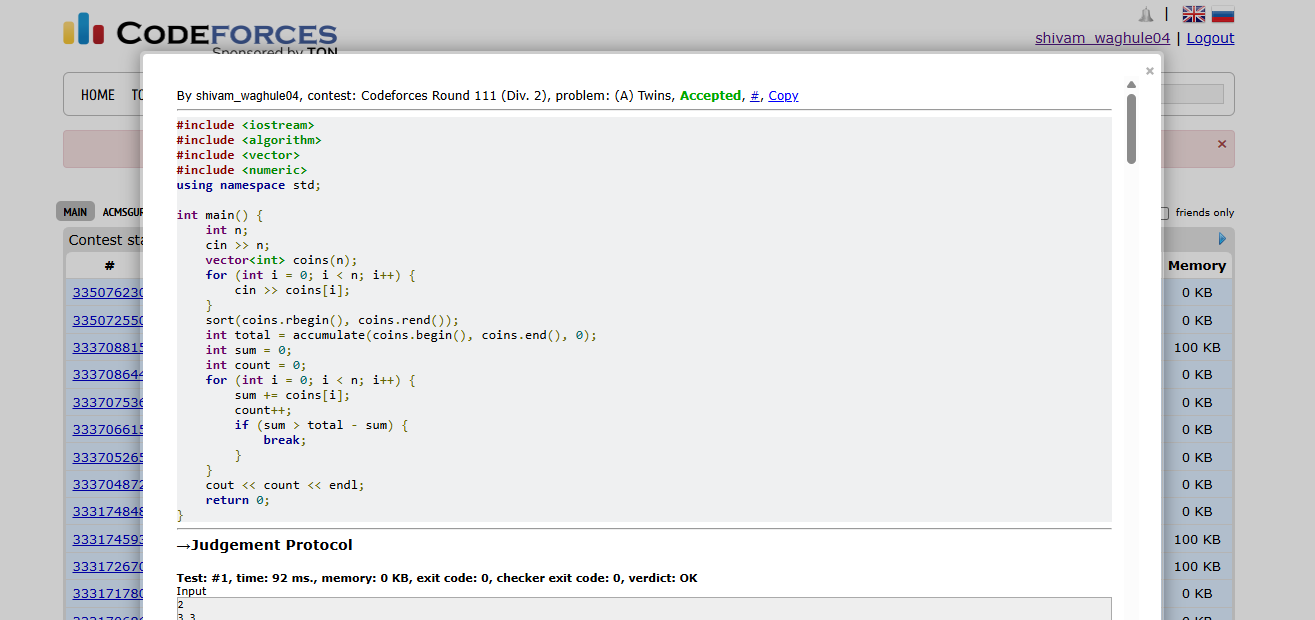 CODEFORCES
Sponsored by TON
|
shivam_waghule04 | Logout
HOME
×
By shivam_waghule04, contest: Codeforces Round 111 (Div. 2), problem: (A) Twins, Accepted, #, Copy
#include <iostream>
#include <algorithm>
#include <vector>
#include <numeric>
using namespace std;
int main() {
    int n;
    cin >> n;
    vector<int> coins(n);
    for (int i = 0; i < n; i++) {
        cin >> coins[i];
    }
    sort(coins.rbegin(), coins.rend());
    int total = accumulate(coins.begin(), coins.end(), 0);
    int sum = 0;
    int count = 0;
    for (int i = 0; i < n; i++) {
        sum += coins[i];
        count++;
        if (sum > total - sum) {
            break;
        }
    }
    cout << count << endl;
    return 0;
}
→Judgement Protocol
Test: #1, time: 92 ms., memory: 0 KB, exit code: 0, checker exit code: 0, verdict: OK
Input
2
3 3
×
MAIN ACMSGUR
friends only
Contest sta
# Memory
335076230 0 KB
335072550 0 KB
333708815 100 KB
333708644 0 KB
333707536 0 KB
333706615 0 KB
333705265 0 KB
333704872 0 KB
333174848 0 KB
333174593 100 KB
333172670 100 KB
333171780 0 KB
0 KB